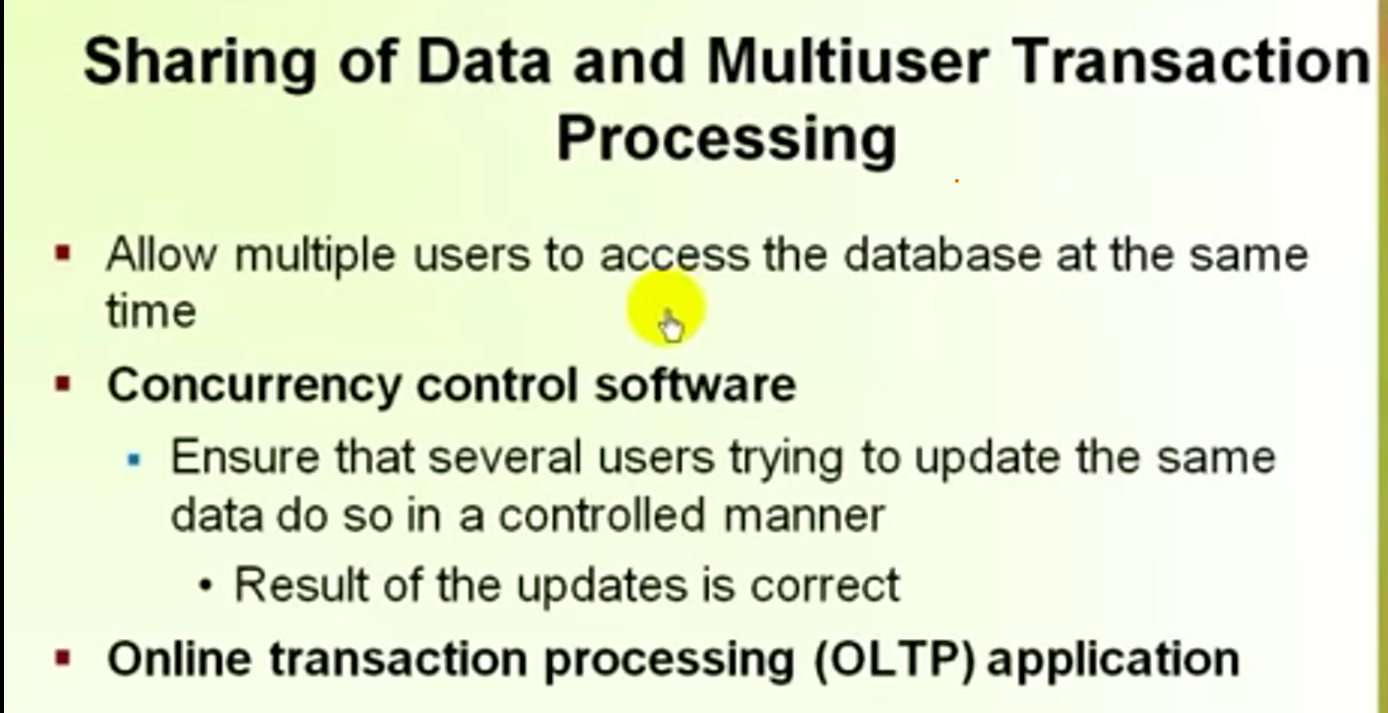 Sharing of Data and Multiuser Transaction
Processing
▪ Allow multiple users to access the database at the same
time
▪ Concurrency control software
▪ Ensure that several users trying to update the same
data do so in a controlled manner
• Result of the updates is correct
▪ Online transaction processing (OLTP) application